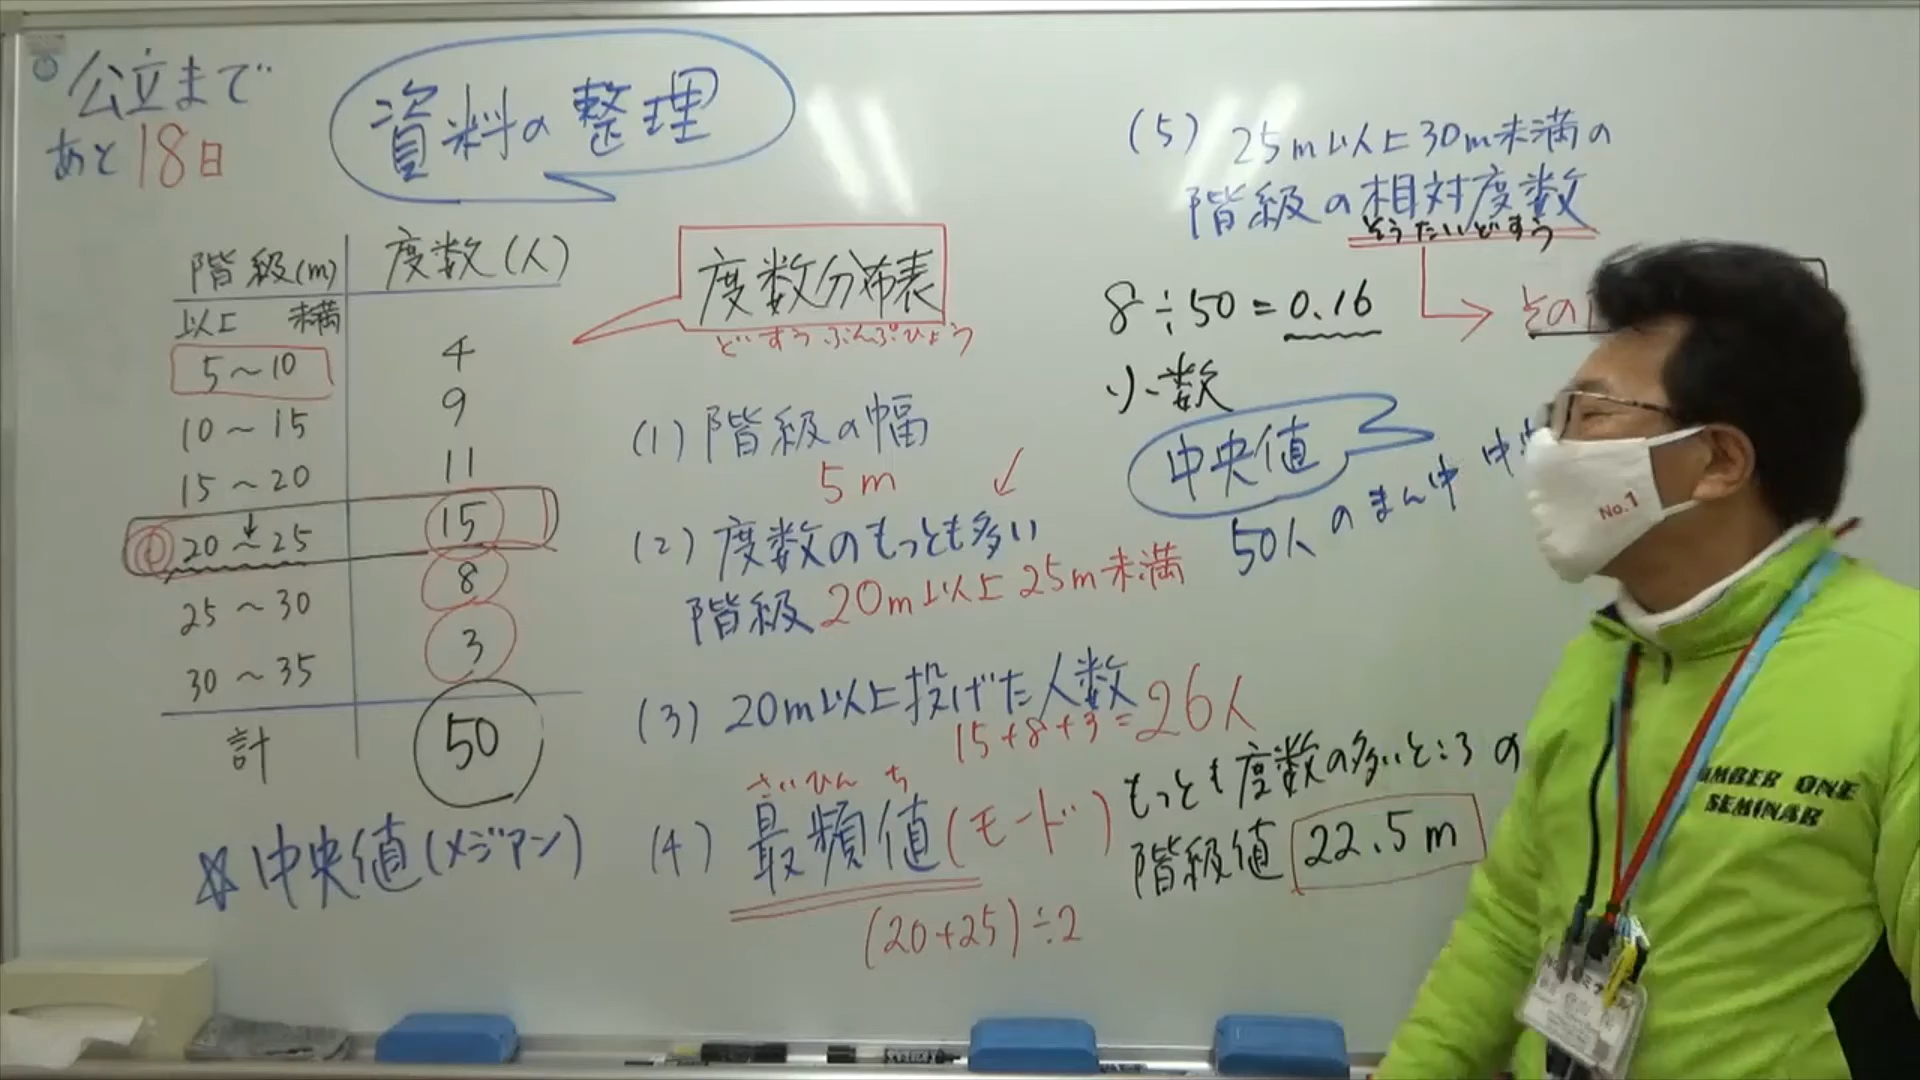 公立まで
あと18日
資料の整理
階級(m) 度数(人)
以上 未満
5～10 4
10～15 9
15～20 11
20～25 15
25～30 8
30～35 3
計 50
☆中央値(メジアン)
度数分布表
どすうぶんぷひょう
(1) 階級の幅
5m
(2) 度数のもっとも多い
階級 20m以上25m未満
(3) 20m以上投げた人数
15+8+3=26人
さいひんち
(4) 最頻値(モード)
もっとも度数の多いところの
階級値 22.5m
(20+25)÷2
(5) 25m以上30m未満の
階級の相対度数
そうたいどすう
8÷50=0.16
その
小数
中央値
50人のまん中
No.1
NUMBER ONE
SEMINAR